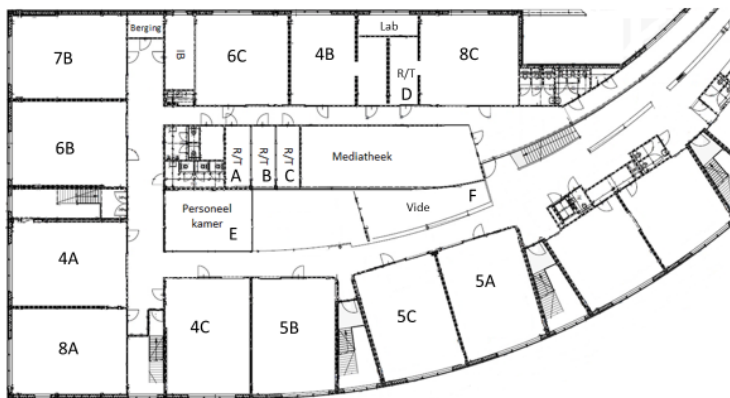 Berging
Lab
7B
IB
6C
4B
8C
R/T
D
6B
R/T
R/T
R/T
Mediatheek
A
B
C
Personeel
kamer
E
Vide
F
4A
4C
5B
5C
5A
8A